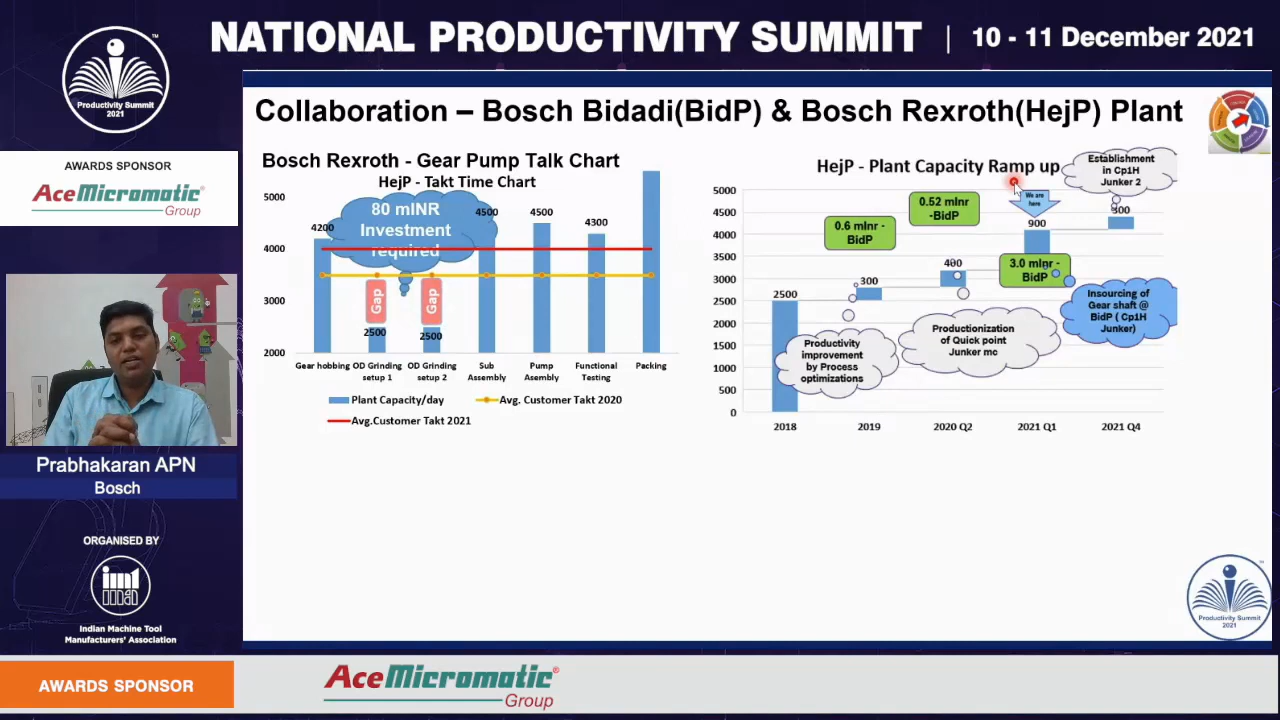 NATIONAL PRODUCTIVITY SUMMIT | 10 - 11 December 2021
Productivity Summit
2021
AWARDS SPONSOR
AceMicromatic
Group
Prabhakaran APN
Bosch
ORGANISED BY
Indian Machine Tool
Manufacturers' Association
AWARDS SPONSOR
Collaboration – Bosch Bidadi(BidP) & Bosch Rexroth(HejP) Plant
Bosch Rexroth - Gear Pump Talk Chart
HejP - Takt Time Chart
5000
4000
3000
2000
80 mINR
Investment
required
4200
Gap
2500
Gap
2500
4500
4500
4300
Gear hobbing
OD Grinding
setup 1
OD Grinding
setup 2
Sub
Assembly
Pump
Asembly
Functional
Testing
Packing
Plant Capacity/day
Avg. Customer Takt 2020
Avg.Customer Takt 2021
HejP - Plant Capacity Ramp up
Establishment
in Cp1H
Junker 2
5000
4500
4000
3500
3000
2500
2000
1500
1000
500
0
0.6 mlnr -
BidP
0.52 mlnr
-BidP
We are
here
3.0 mlnr -
BidP
2500
300
400
900
300
Productivity
improvement
by Process
optimizations
Productionization
of Quick point
Junker mc
Insourcing of
Gear shaft @
BidP ( Cp1H
Junker)
2018
2019
2020 Q2
2021 Q1
2021 Q4
Productivity Summit
2021
AceMicromatic
Group